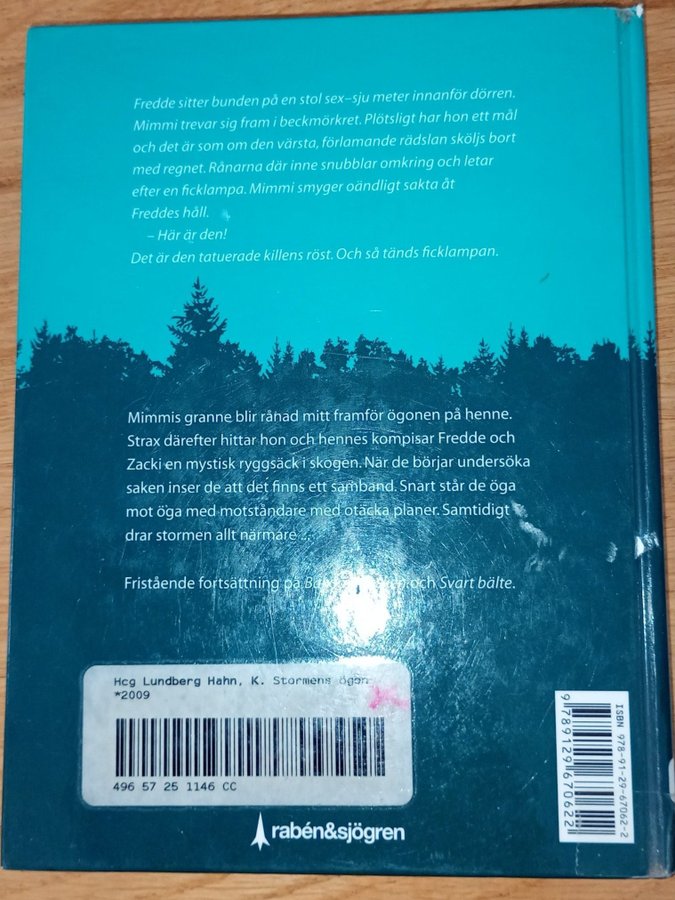 Fredde sitter bunden på en stol sex–sju meter innanför dörren.
Mimmi trevar sig fram i beckmörkret. Plötsligt har hon ett mål
och det är som om den värsta, förlamande rädslan sköljs bort
med regnet. Rånarna där inne snubblar omkring och letar
efter en ficklampa. Mimmi smyger oändligt sakta åt
Freddes håll.
– Här är den!
Det är den tatuerade killens röst. Och så tänds ficklampan.
Mimmis granne blir råhad mitt framför ögonen på henne.
Strax därefter hittar hon och hennes kompisar Fredde och
Zacki en mystisk ryggsäck i skogen. När de börjar undersöka
saken inser de att det finns ett samband. Snart står de öga
mot öga med motståndare med otäcka planer. Samtidigt
drar stormen allt närmare...
Fristående fortsättning på och Svart bälte.
Hcg Lundberg Hahn, K. Stormens ögon
*2009
496 57 25 1146 CC
rabén&sjögren
ISBN 978-91-29-67062-2
9 789129 670622